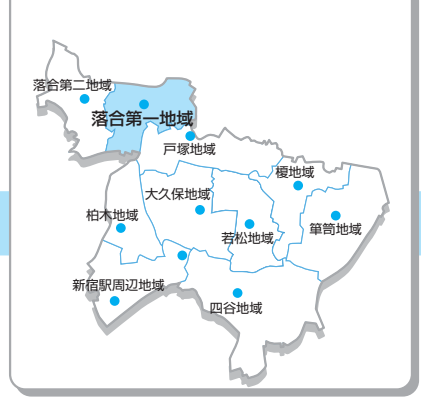 落合第二地域
落合第一地域
戸塚地域
榎地域
大久保地域
柏木地域
若松地域
箪笥地域
新宿駅周辺地域
四谷地域